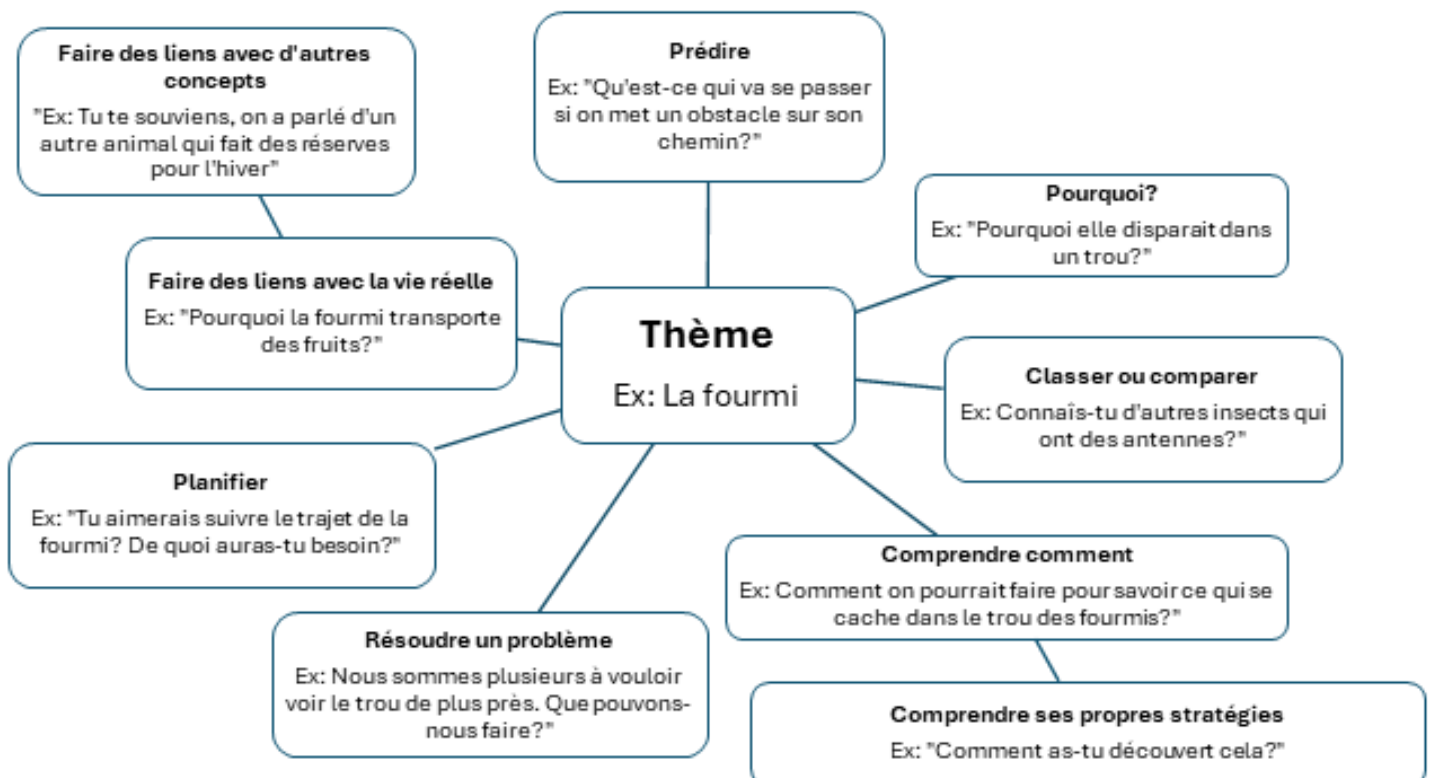 Faire des liens avec d'autres
concepts
"Ex: Tu te souviens, on a parlé d'un
autre animal qui fait des réserves
pour l'hiver"
Prédire
Ex: "Qu'est-ce qui va se passer
si on met un obstacle sur son
chemin?"
Pourquoi?
Ex: "Pourquoi elle disparait dans
un trou?"
Faire des liens avec la vie réelle
Ex: "Pourquoi la fourmi transporte
des fruits?"
Thème
Ex: La fourmi
Classer ou comparer
Ex: Connaîs-tu d'autres insects qui
ont des antennes?"
Planifier
Ex: "Tu aimerais suivre le trajet de la
fourmi? De quoi auras-tu besoin?"
Comprendre comment
Ex: Comment on pourrait faire pour savoir ce qui se
cache dans le trou des fourmis?"
Résoudre un problème
Ex: Nous sommes plusieurs à vouloir
voir le trou de plus près. Que pouvons-
nous faire?"
Comprendre ses propres stratégies
Ex: "Comment as-tu découvert cela?"